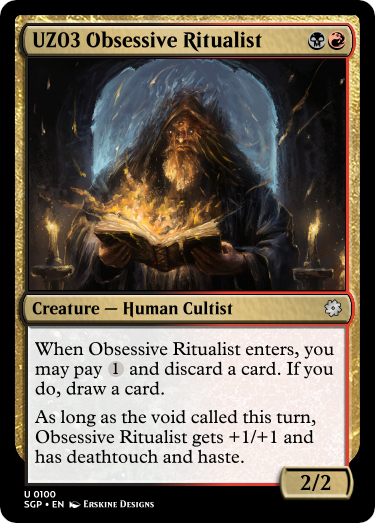 UZ03 Obsessive Ritualist
Creature — Human Cultist
When Obsessive Ritualist enters, you
may pay 1 and discard a card. If you
do, draw a card.
As long as the void called this turn,
Obsessive Ritualist gets +1/+1 and
has deathtouch and haste.
2/2
U 0100
SGP • EN Erskine Designs